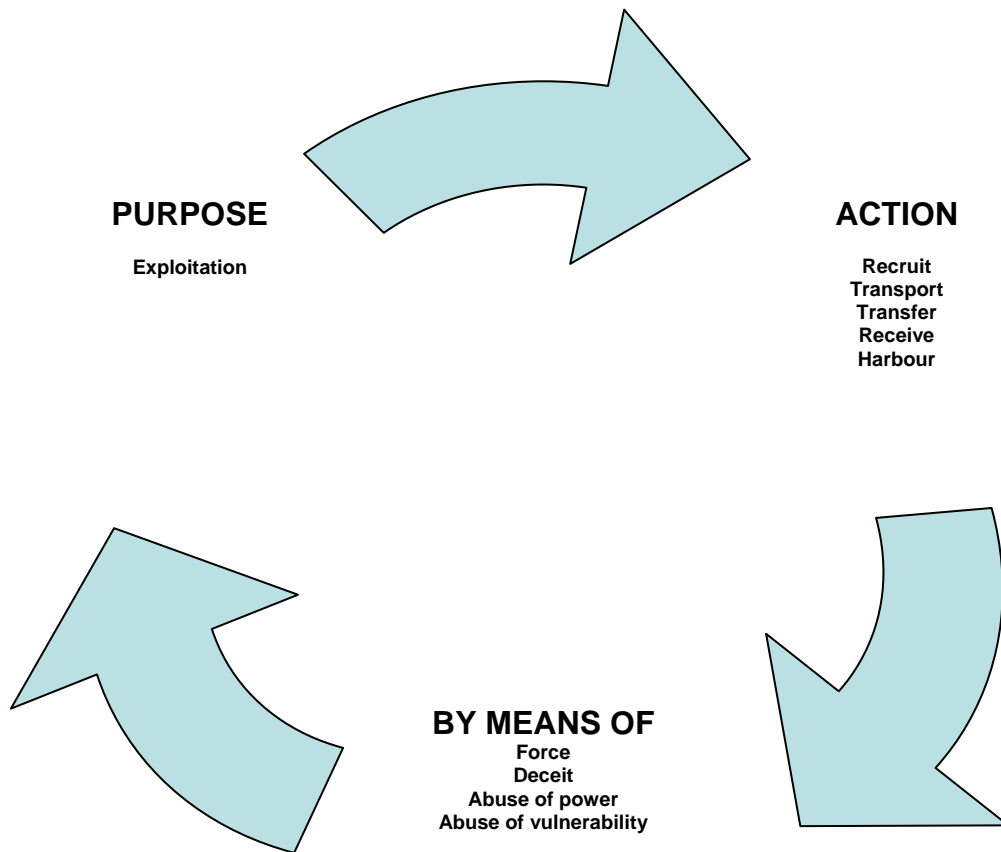 PURPOSE
Exploitation
ACTION
Recruit
Transport
Transfer
Receive
Harbour
BY MEANS OF
Force
Deceit
Abuse of power
Abuse of vulnerability